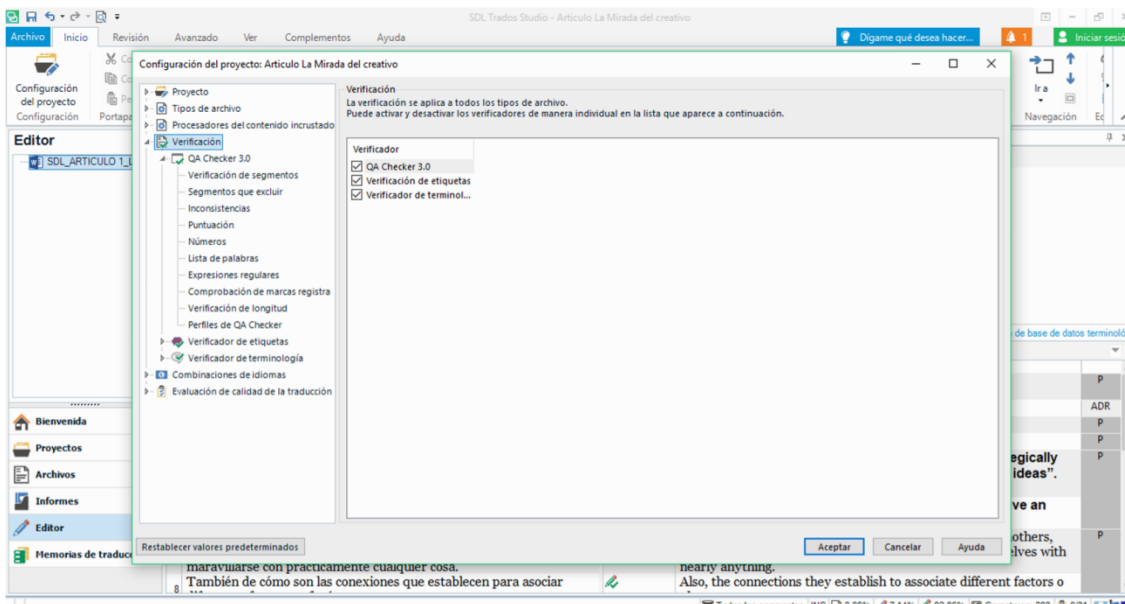 SDL Trados Studio - Articulo La Mirada del creativo
Archivo Inicio Revisión Avanzado Ver Complementos Ayuda
Dígame qué desea hacer...
1
Iniciar sesió
Configuración
del proyecto
Configuración
Portapa
Ir a
Navegación
Configuración del proyecto: Articulo La Mirada del creativo
Proyecto
Tipos de archivo
Procesadores del contenido incrustado
Verificación
QA Checker 3.0
Verificación de segmentos
Segmentos que excluir
Inconsistencias
Puntuación
Números
Lista de palabras
Expresiones regulares
Comprobación de marcas registra
Verificación de longitud
Perfiles de QA Checker
Verificador de etiquetas
Verificador de terminología
Combinaciones de idiomas
Evaluación de calidad de la traducción
Verificación
La verificación se aplica a todos los tipos de archivo.
Puede activar y desactivar los verificadores de manera individual en la lista que aparece a continuación.
Verificador
QA Checker 3.0
Verificación de etiquetas
Verificador de terminol...
Restablecer valores predeterminados
Aceptar Cancelar Ayuda
Editor
SDL_ARTICULO 1_L
Bienvenida
Proyectos
Archivos
Informes
Editor
Memorias de traducc
de base de datos terminoló
P
ADR
P
P
egically P
ideas”.
ve an
others, P
elves with
maravillarse con prácticamente cualquier cosa.
nearly anything.
8 También de cómo son las conexiones que establecen para asociar
Also, the connections they establish to associate different factors o